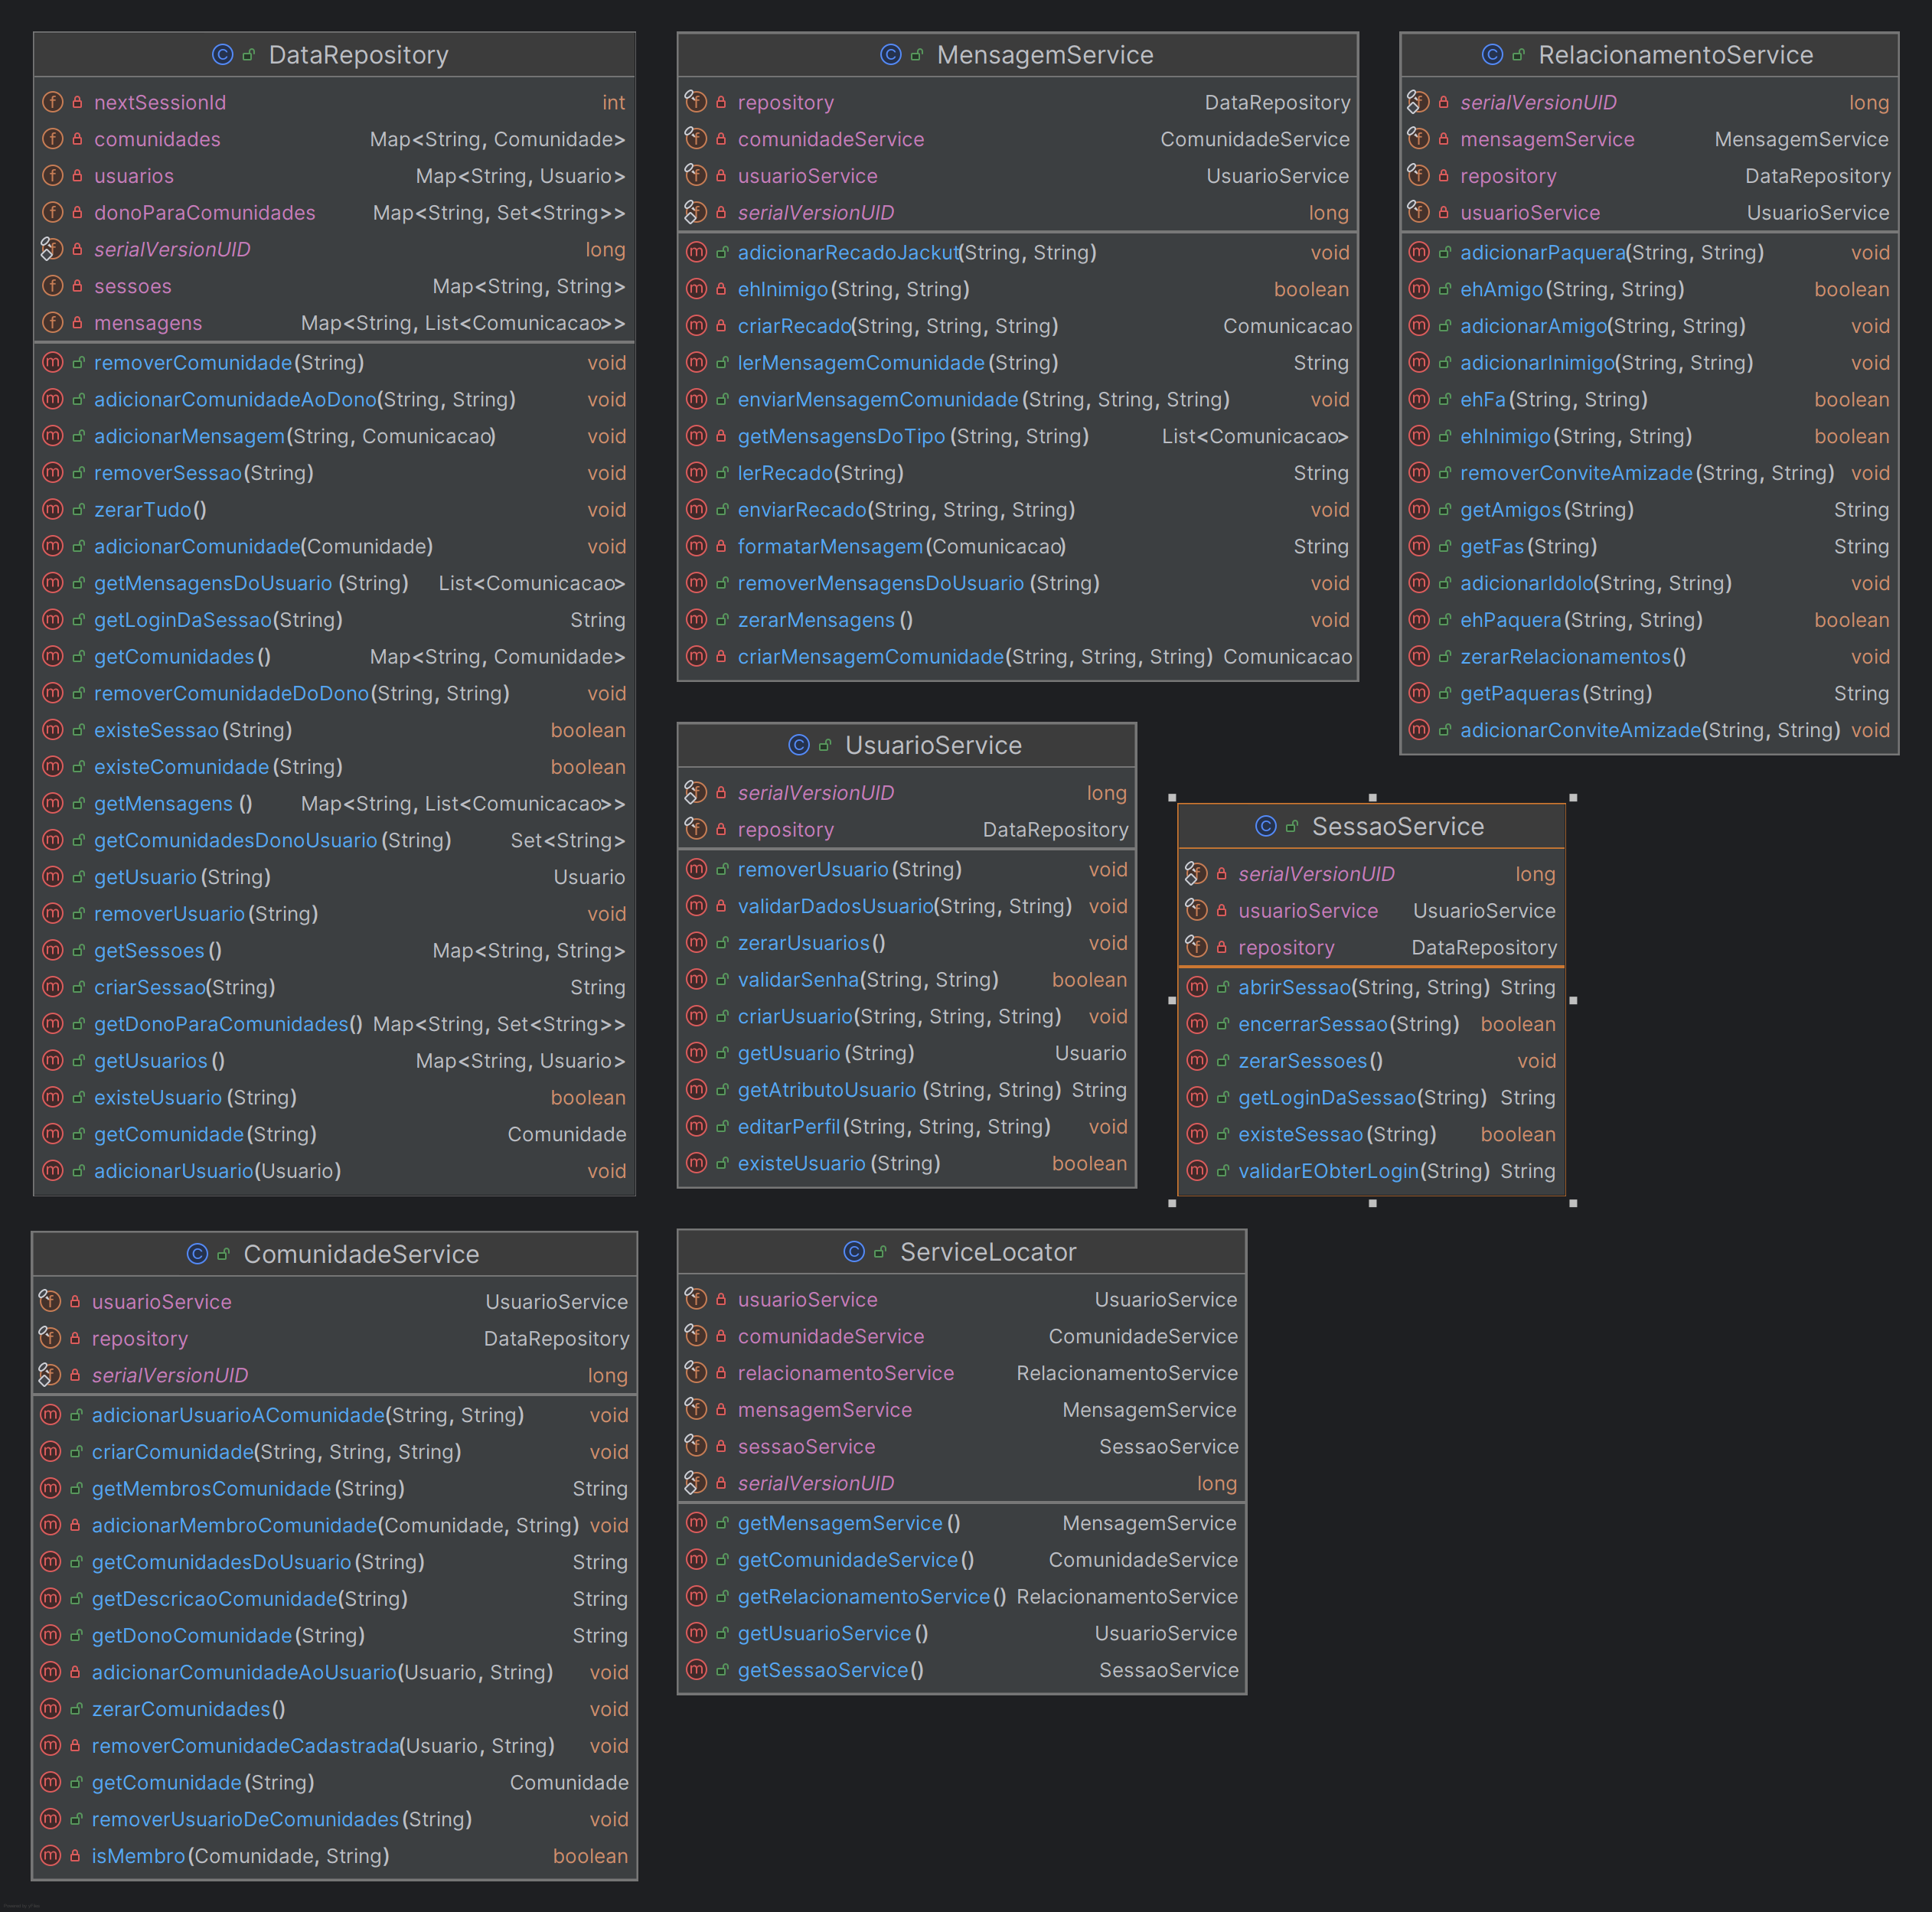 DataRepository
nextSessionId int
comunidades Map<String, Comunidade>
usuarios Map<String, Usuario>
donoParaComunidades Map<String, Set<String>>
serialVersionUID long
sessoes Map<String, String>
mensagens Map<String, List<Comunicacao>>
removerComunidade(String) void
adicionarComunidadeAoDono(String, String) void
adicionarMensagem(String, Comunicacao) void
removerSessao(String) void
zerarTudo() void
adicionarComunidade(Comunidade) void
getMensagensDoUsuario(String) List<Comunicacao>
getLoginDaSessao(String) String
getComunidades() Map<String, Comunidade>
removerComunidadeDoDono(String, String) void
existeSessao(String) boolean
existeComunidade(String) boolean
getMensagens() Map<String, List<Comunicacao>>
getComunidadesDonoUsuario(String) Set<String>
getUsuario(String) Usuario
removerUsuario(String) void
getSessoes() Map<String, String>
criarSessao(String) String
getDonoParaComunidades() Map<String, Set<String>>
getUsuarios() Map<String, Usuario>
existeUsuario(String) boolean
getComunidade(String) Comunidade
adicionarUsuario(Usuario) void
MensagemService
repository DataRepository
comunidadeService ComunidadeService
usuarioService UsuarioService
serialVersionUID long
adicionarRecadoJackut(String, String) void
ehInimigo(String, String) boolean
criarRecado(String, String, String) Comunicacao
lerMensagemComunidade(String) String
enviarMensagemComunidade(String, String, String) void
getMensagensDoTipo(String, String) List<Comunicacao>
lerRecado(String) String
enviarRecado(String, String, String) void
formatarMensagem(Comunicacao) String
removerMensagensDoUsuario(String) void
zerarMensagens() void
criarMensagemComunidade(String, String, String) Comunicacao
RelacionamentoService
serialVersionUID long
mensagemService MensagemService
repository DataRepository
usuarioService UsuarioService
adicionarPaquera(String, String) void
ehAmigo(String, String) boolean
adicionarAmigo(String, String) void
adicionarInimigo(String, String) void
ehFa(String, String) boolean
ehInimigo(String, String) boolean
removerConviteAmizade(String, String) void
getAmigos(String) String
getFas(String) String
adicionarIdolo(String, String) void
ehPaquera(String, String) boolean
zerarRelacionamentos() void
getPaqueras(String) String
adicionarConviteAmizade(String, String) void
UsuarioService
serialVersionUID long
repository DataRepository
removerUsuario(String) void
validarDadosUsuario(String, String) void
zerarUsuarios() void
validarSenha(String, String) boolean
criarUsuario(String, String, String) void
getUsuario(String) Usuario
getAtributoUsuario(String, String) String
editarPerfil(String, String, String) void
existeUsuario(String) boolean
SessaoService
serialVersionUID long
usuarioService UsuarioService
repository DataRepository
abrirSessao(String, String) String
encerrarSessao(String) boolean
zerarSessoes() void
getLoginDaSessao(String) String
existeSessao(String) boolean
validarEObterLogin(String) String
ComunidadeService
usuarioService UsuarioService
repository DataRepository
serialVersionUID long
adicionarUsuarioAComunidade(String, String) void
criarComunidade(String, String, String) void
getMembrosComunidade(String) String
adicionarMembroComunidade(Comunidade, String) void
getComunidadesDoUsuario(String) String
getDescricaoComunidade(String) String
getDonoComunidade(String) String
adicionarComunidadeAoUsuario(Usuario, String) void
zerarComunidades() void
removerComunidadeCadastrada(Usuario, String) void
getComunidade(String) Comunidade
removerUsuarioDeComunidades(String) void
isMembro(Comunidade, String) boolean
ServiceLocator
usuarioService UsuarioService
comunidadeService ComunidadeService
relacionamentoService RelacionamentoService
mensagemService MensagemService
sessaoService SessaoService
serialVersionUID long
getMensagemService() MensagemService
getComunidadeService() ComunidadeService
getRelacionamentoService() RelacionamentoService
getUsuarioService() UsuarioService
getSessaoService() SessaoService